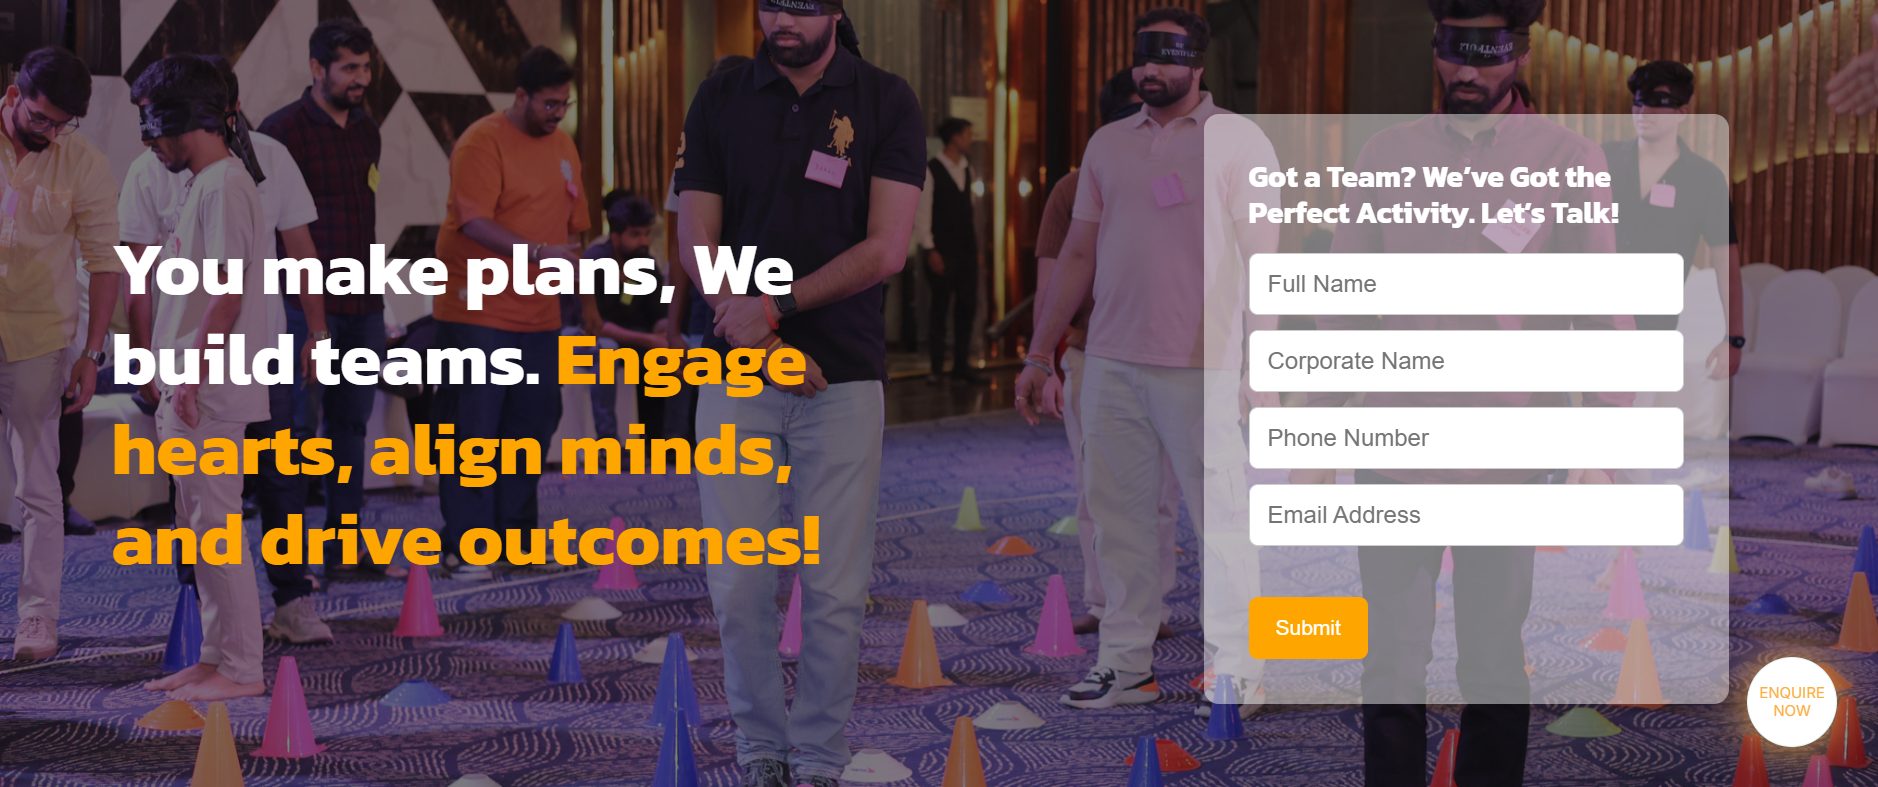 You make plans, We
build teams. Engage
hearts, align minds,
and drive outcomes!
Got a Team? We’ve Got the
Perfect Activity. Let’s Talk!
Full Name
Corporate Name
Phone Number
Email Address
Submit
ENQUIRE
NOW